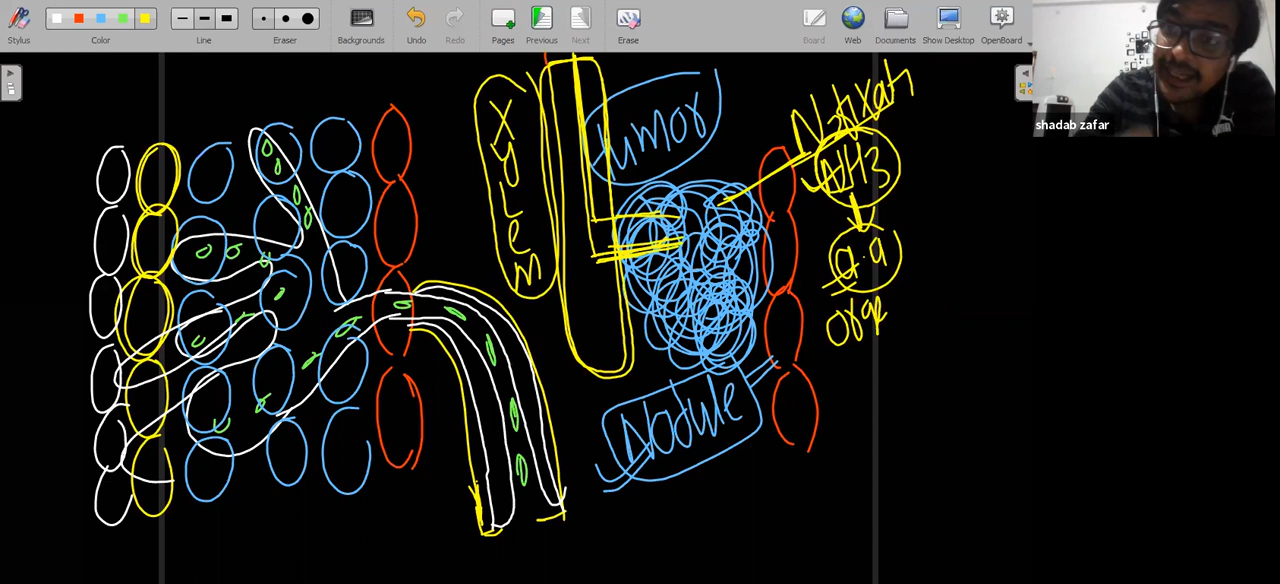 Stylus
Color
Line
Eraser
Backgrounds
Undo
Redo
Pages
Previous
Next
Erase
Board
Web
Documents
Show Desktop
OpenBoard
shadab zafar
XYLEM
Tumor
NH3
a.a
Nodule